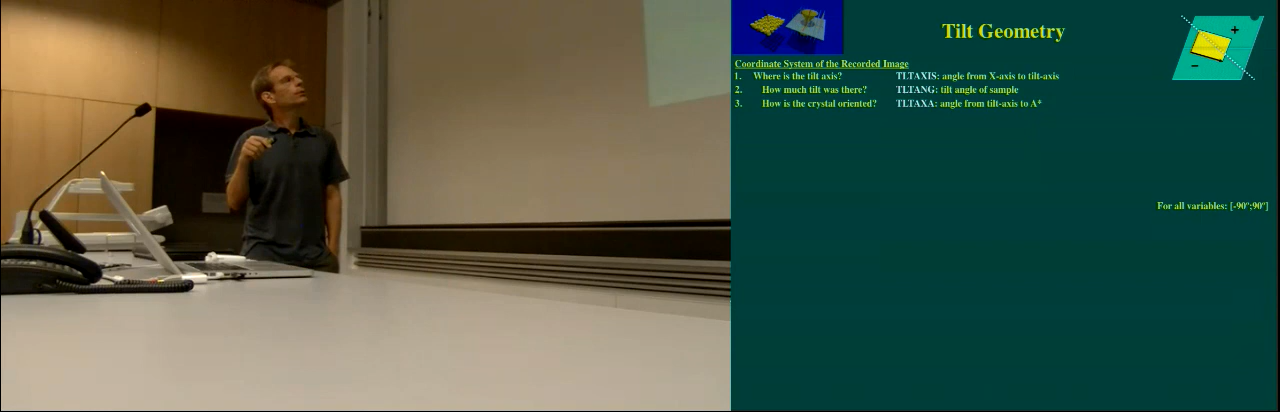 Tilt Geometry
+
–
Coordinate System of the Recorded Image
1. Where is the tilt axis? TLTAXIS: angle from X-axis to tilt-axis
2. How much tilt was there? TLTANG: tilt angle of sample
3. How is the crystal oriented? TLTAXA: angle from tilt-axis to A*
For all variables: [-90°;90°]